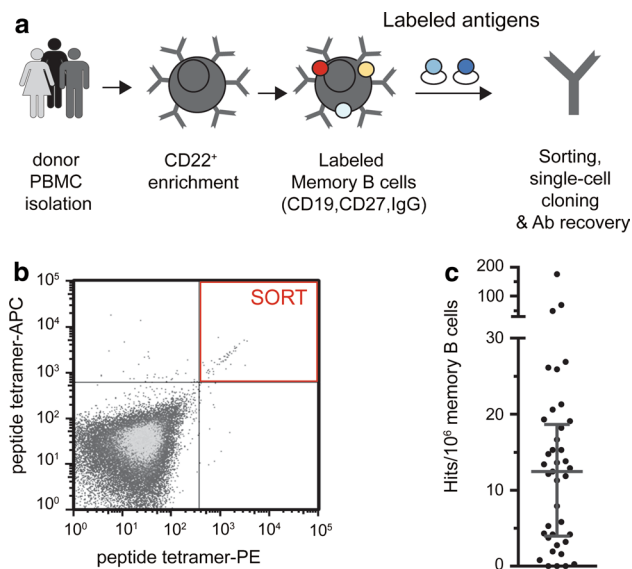 a
Labeled antigens
donor
PBMC
isolation
CD22⁺
enrichment
Labeled
Memory B cells
(CD19,CD27,IgG)
Sorting,
single-cell
cloning
& Ab recovery
b
peptide tetramer-APC
10⁵
10⁴
10³
10²
10¹
10⁰
SORT
10⁰ 10¹ 10² 10³ 10⁴ 10⁵
peptide tetramer-PE
c
Hits/10⁶ memory B cells
200
100
30
20
10
0